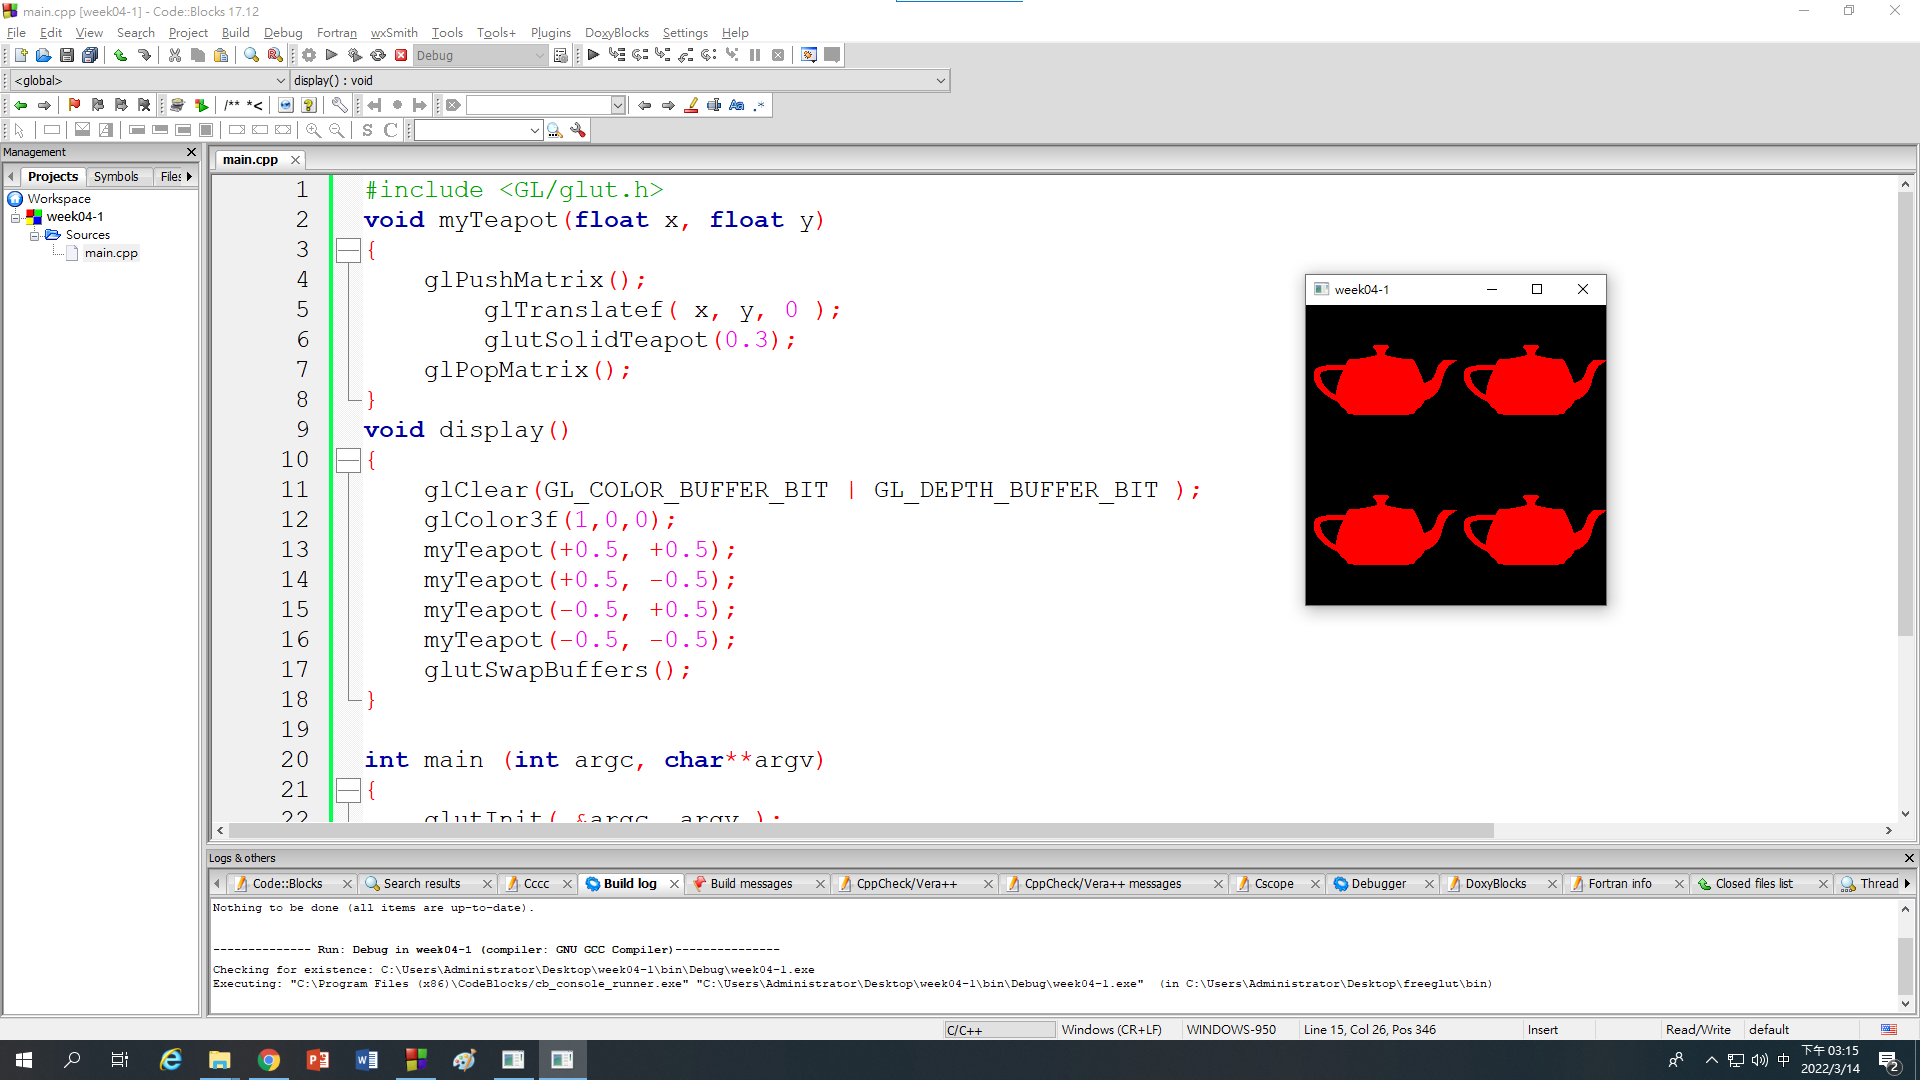 main.cpp [week04-1] - Code::Blocks 17.12
File Edit View Search Project Build Debug Fortran wxSmith Tools Tools+ Plugins DoxyBlocks Settings Help
Debug
<global> display() : void
/** *<
S C
Management
Projects Symbols Files
Workspace
week04-1
Sources
main.cpp
main.cpp
1 #include <GL/glut.h>
2 void myTeapot(float x, float y)
3 {
4 glPushMatrix();
5 glTranslatef( x, y, 0 );
6 glutSolidTeapot(0.3);
7 glPopMatrix();
8 }
9 void display()
10 {
11 glClear(GL_COLOR_BUFFER_BIT | GL_DEPTH_BUFFER_BIT );
12 glColor3f(1,0,0);
13 myTeapot(+0.5, +0.5);
14 myTeapot(+0.5, -0.5);
15 myTeapot(-0.5, +0.5);
16 myTeapot(-0.5, -0.5);
17 glutSwapBuffers();
18 }
19
20 int main (int argc, char**argv)
21 {
22 glutInit( &argc, argv );
week04-1
Logs & others
Code::Blocks Search results Cccc Build log Build messages CppCheck/Vera++ CppCheck/Vera++ messages Cscope Debugger DoxyBlocks Fortran info Closed files list Thread
Nothing to be done (all items are up-to-date).
-------------- Run: Debug in week04-1 (compiler: GNU GCC Compiler)---------------
Checking for existence: C:\Users\Administrator\Desktop\week04-1\bin\Debug\week04-1.exe
Executing: "C:\Program Files (x86)\CodeBlocks/cb_console_runner.exe" "C:\Users\Administrator\Desktop\week04-1\bin\Debug\week04-1.exe"  (in C:\Users\Administrator\Desktop\freeglut\bin)
C/C++ Windows (CR+LF) WINDOWS-950 Line 15, Col 26, Pos 346 Insert Read/Write default
中 下午 03:15
2022/3/14
2